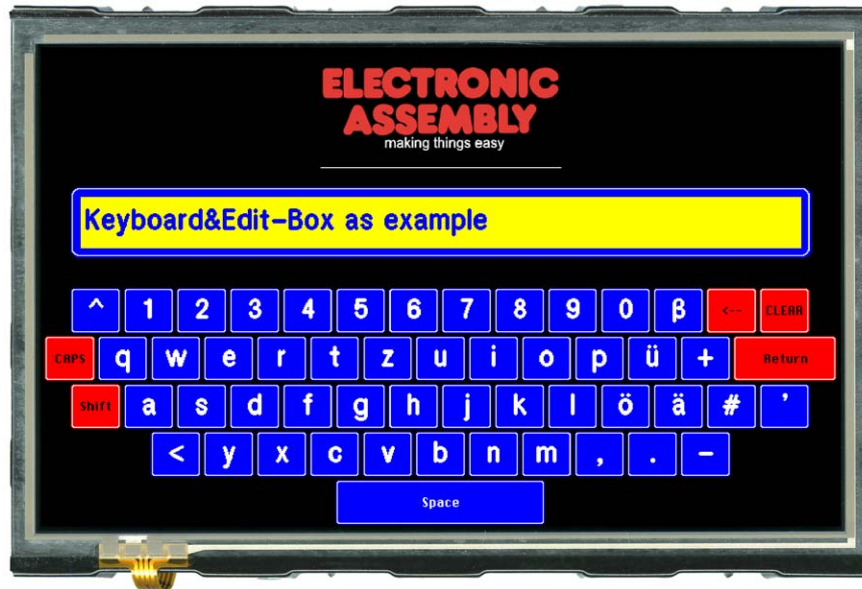 ELECTRONIC
ASSEMBLY
making things easy
Keyboard&Edit-Box as example
^ 1 2 3 4 5 6 7 8 9 0 β <-- CLEAR
CAPS q w e r t z u i o p ü + Return
Shift a s d f g h j k l ö ä # '
< y x c v b n m , . -
Space